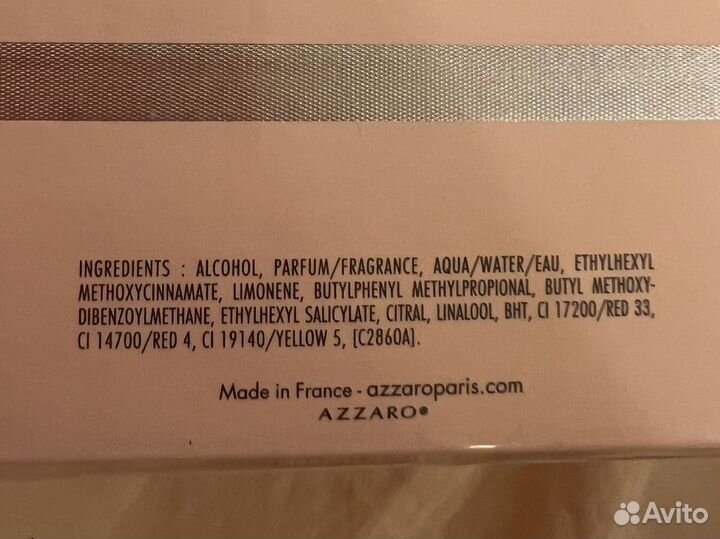 INGREDIENTS : ALCOHOL, PARFUM/FRAGRANCE, AQUA/WATER/EAU, ETHYLHEXYL
METHOXYCINNAMATE, LIMONENE, BUTYLPHENYL METHYLPROPIONAL, BUTYL METHOXY-
DIBENZOYLMETHANE, ETHYLHEXYL SALICYLATE, CITRAL, LINALOOL, BHT, CI 17200/RED 33,
CI 14700/RED 4, CI 19140/YELLOW 5, [C2860A].
Made in France - azzaroparis.com
AZZARO®
Avito